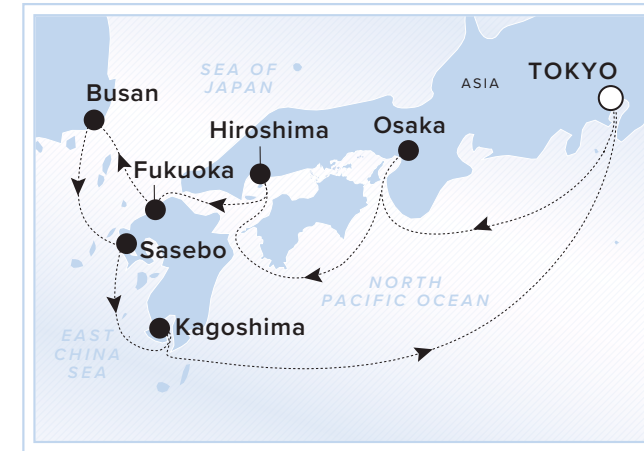 SEA OF
JAPAN
ASIA
TOKYO
Busan
Hiroshima
Osaka
Fukuoka
Sasebo
NORTH
PACIFIC OCEAN
Kagoshima
EAST
CHINA
SEA